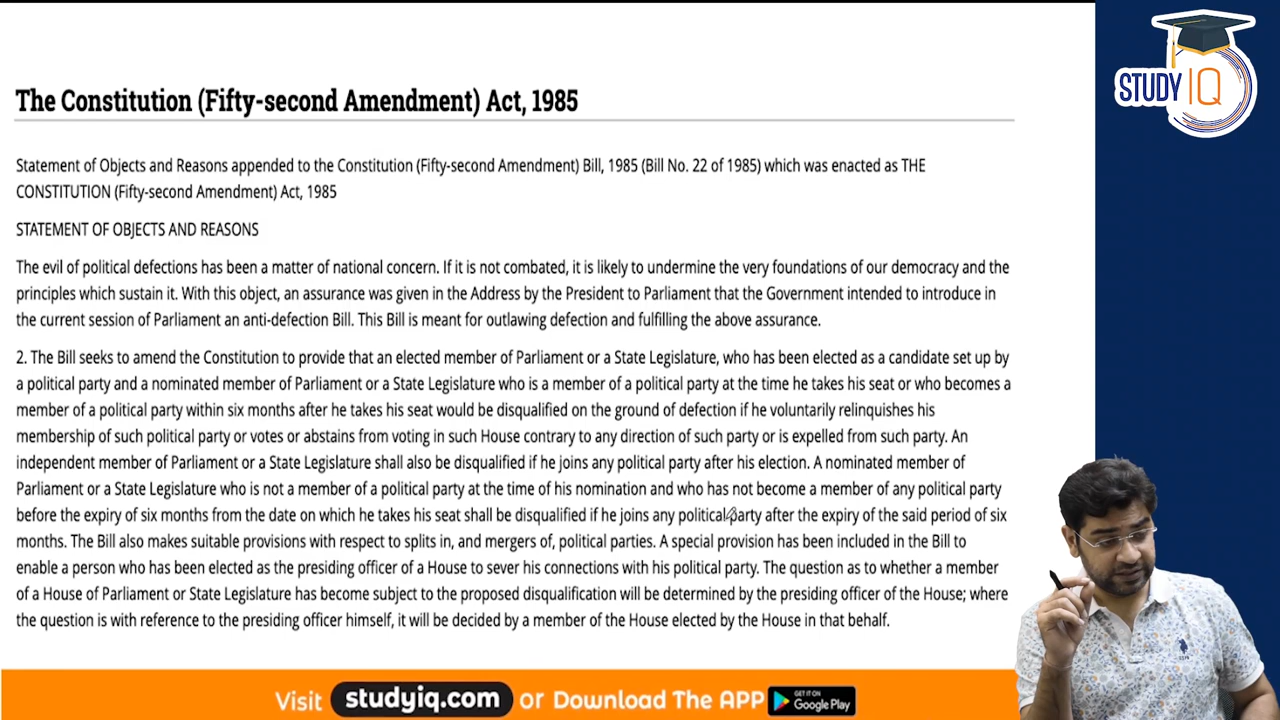 The Constitution (Fifty-second Amendment) Act, 1985
STUDY IQ
Statement of Objects and Reasons appended to the Constitution (Fifty-second Amendment) Bill, 1985 (Bill No. 22 of 1985) which was enacted as THE
CONSTITUTION (Fifty-second Amendment) Act, 1985
STATEMENT OF OBJECTS AND REASONS
The evil of political defections has been a matter of national concern. If it is not combated, it is likely to undermine the very foundations of our democracy and the
principles which sustain it. With this object, an assurance was given in the Address by the President to Parliament that the Government intended to introduce in
the current session of Parliament an anti-defection Bill. This Bill is meant for outlawing defection and fulfilling the above assurance.
2. The Bill seeks to amend the Constitution to provide that an elected member of Parliament or a State Legislature, who has been elected as a candidate set up by
a political party and a nominated member of Parliament or a State Legislature who is a member of a political party at the time he takes his seat or who becomes a
member of a political party within six months after he takes his seat would be disqualified on the ground of defection if he voluntarily relinquishes his
membership of such political party or votes or abstains from voting in such House contrary to any direction of such party or is expelled from such party. An
independent member of Parliament or a State Legislature shall also be disqualified if he joins any political party after his election. A nominated member of
Parliament or a State Legislature who is not a member of a political party at the time of his nomination and who has not become a member of any political party
before the expiry of six months from the date on which he takes his seat shall be disqualified if he joins any political party after the expiry of the said period of six
months. The Bill also makes suitable provisions with respect to splits in, and mergers of, political parties. A special provision has been included in the Bill to
enable a person who has been elected as the presiding officer of a House to sever his connections with his political party. The question as to whether a member
of a House of Parliament or State Legislature has become subject to the proposed disqualification will be determined by the presiding officer of the House; where
the question is with reference to the presiding officer himself, it will be decided by a member of the House elected by the House in that behalf.
Visit studyiq.com or Download The APP GET IT ON Google Play